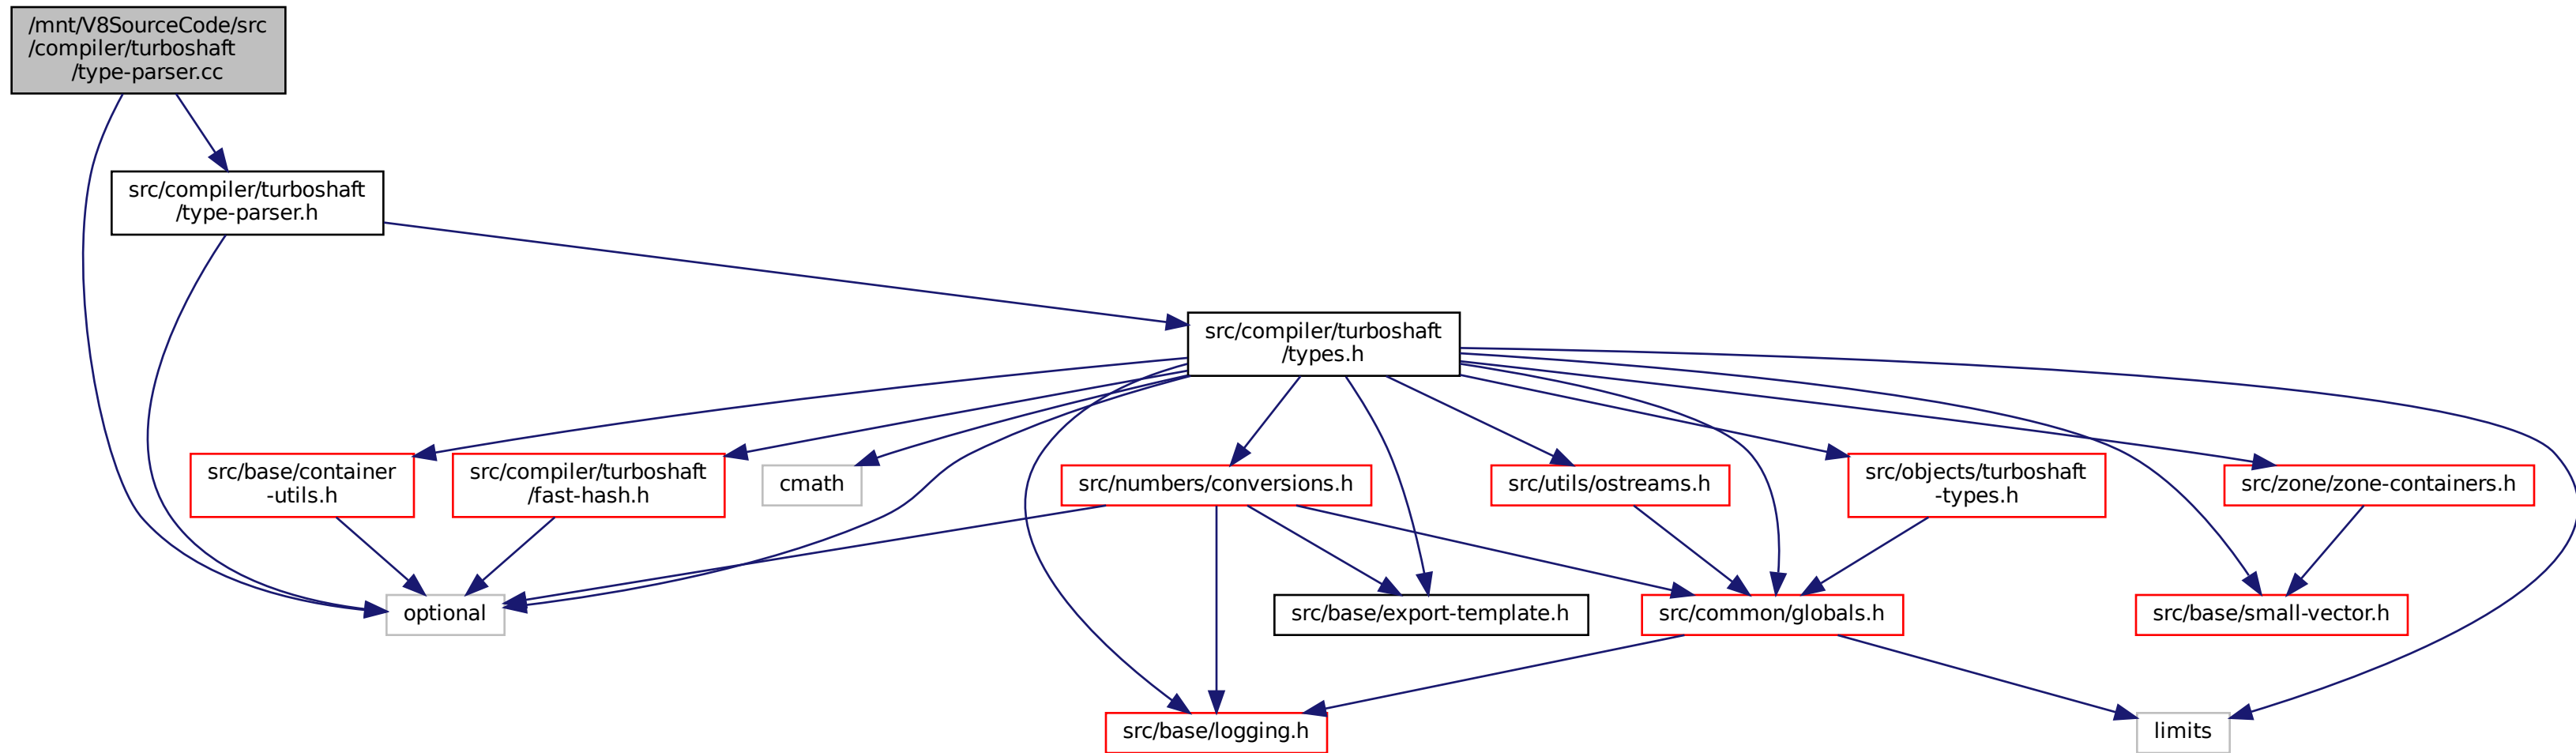 /mnt/V8SourceCode/src
/compiler/turboshaft
/type-parser.cc
src/compiler/turboshaft
/type-parser.h
src/compiler/turboshaft
/types.h
src/base/container
-utils.h
src/compiler/turboshaft
/fast-hash.h
cmath
src/numbers/conversions.h
src/utils/ostreams.h
src/objects/turboshaft
-types.h
src/zone/zone-containers.h
optional
src/base/export-template.h
src/common/globals.h
src/base/small-vector.h
src/base/logging.h
limits